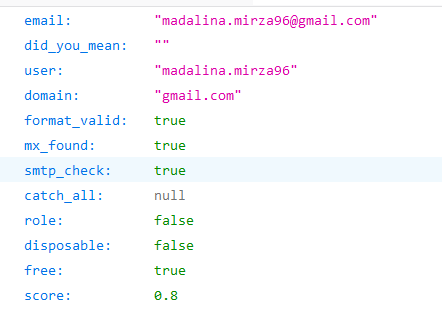 email: "madalina.mirza96@gmail.com"
did_you_mean: ""
user: "madalina.mirza96"
domain: "gmail.com"
format_valid: true
mx_found: true
smtp_check: true
catch_all: null
role: false
disposable: false
free: true
score: 0.8